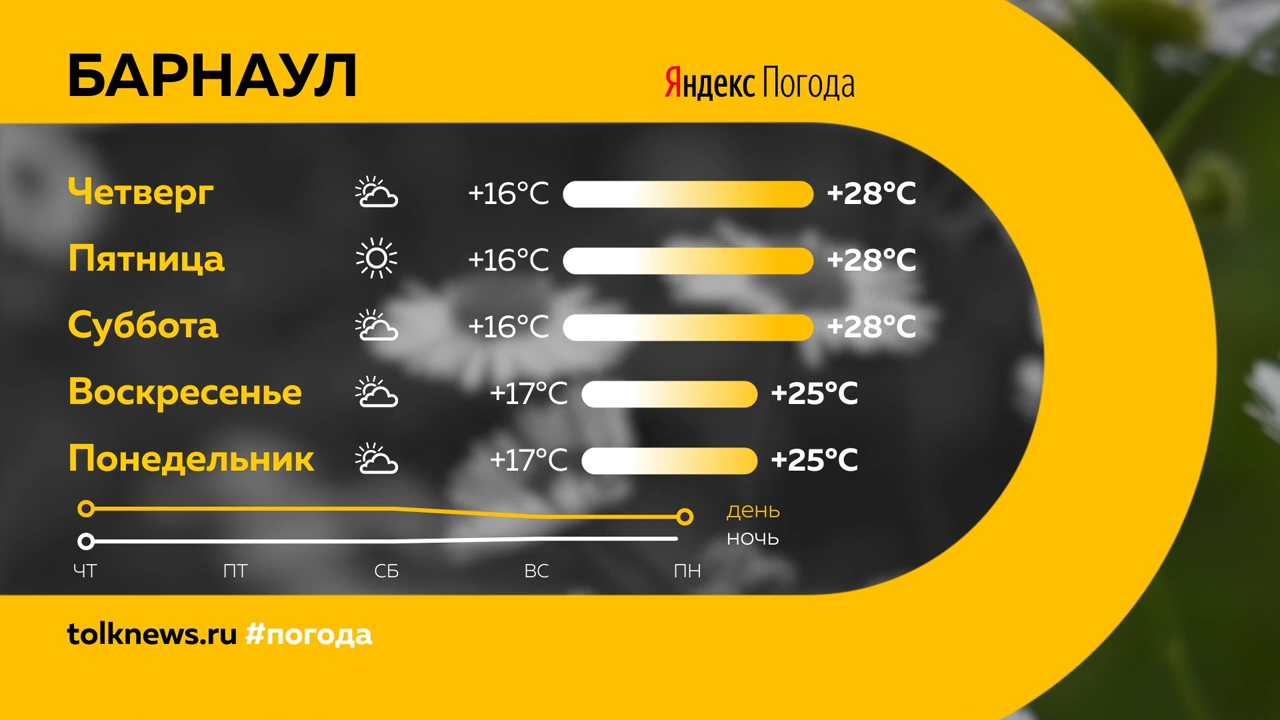 БАРНАУЛ
Яндекс Погода
Четверг +16°C +28°C
Пятница +16°C +28°C
Суббота +16°C +28°C
Воскресенье +17°C +25°C
Понедельник +17°C +25°C
день
ночь
ЧТ ПТ СБ ВС ПН
tolknews.ru #погода